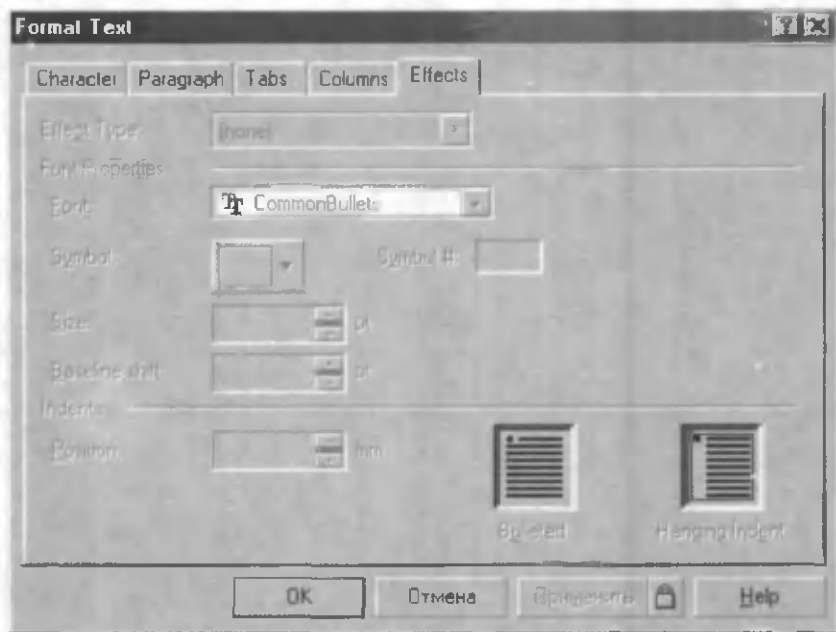 Format Text
Character Paragraph Tabs Columns Effects
Effect Type: (none)
Font Properties
Font: CommonBullets
Symbol: Symbol #:
Size: pt
Baseline shift: pt
Indents
Position: mm
Bulleted Hanging Indent
OK Отмена Применить Help